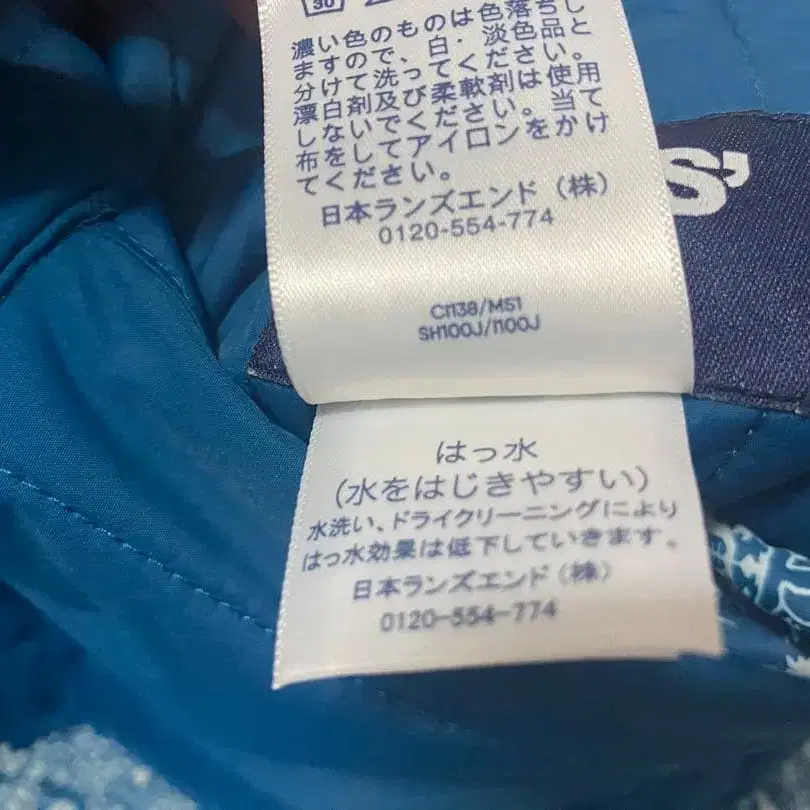 30
濃い色のものは色落ちし
ますので、白・淡色品と
分けて洗ってください。
漂白剤及び柔軟剤は使用
しないでください。当て
布をしてアイロンをかけ
てください。
日本ランズエンド（株）
0120-554-774
S'
C1138/M51
SH100J/1100J
はっ水
(水をはじきやすい)
水洗い、ドライクリーニングにより
はっ水効果は低下していきます。
日本ランズエンド（株）
0120-554-774